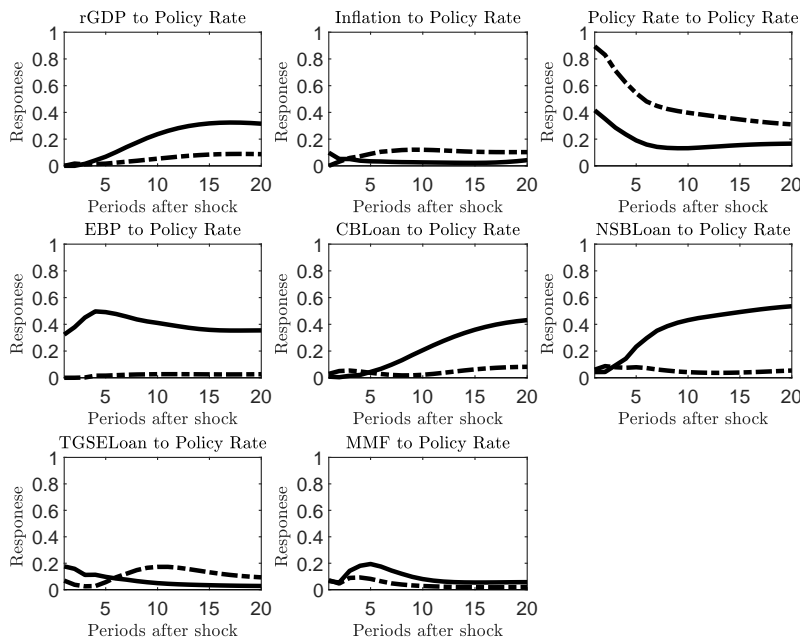 rGDP to Policy Rate
1
0.8
0.6
0.4
0.2
0
Responese
5 10 15 20
Periods after shock
Inflation to Policy Rate
1
0.8
0.6
0.4
0.2
0
Responese
5 10 15 20
Periods after shock
Policy Rate to Policy Rate
1
0.8
0.6
0.4
0.2
0
Responese
5 10 15 20
Periods after shock
EBP to Policy Rate
1
0.8
0.6
0.4
0.2
0
Responese
5 10 15 20
Periods after shock
CBLoan to Policy Rate
1
0.8
0.6
0.4
0.2
0
Responese
5 10 15 20
Periods after shock
NSBLoan to Policy Rate
1
0.8
0.6
0.4
0.2
0
Responese
5 10 15 20
Periods after shock
TGSELoan to Policy Rate
1
0.8
0.6
0.4
0.2
0
Responese
5 10 15 20
Periods after shock
MMF to Policy Rate
1
0.8
0.6
0.4
0.2
0
Responese
5 10 15 20
Periods after shock